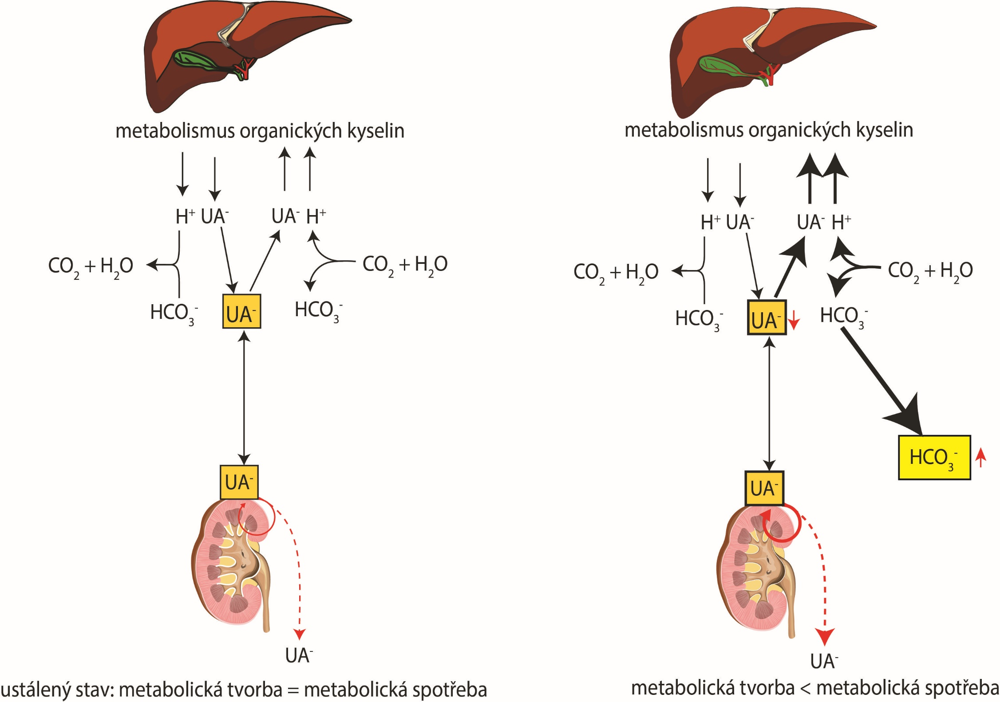 metabolismus organických kyselin
H⁺ UA⁻ UA⁻ H⁺
CO₂ + H₂O CO₂ + H₂O
HCO₃⁻ UA⁻ HCO₃⁻
UA⁻
UA⁻
ustálený stav: metabolická tvorba = metabolická spotřeba
metabolismus organických kyselin
H⁺ UA⁻ UA⁻ H⁺
CO₂ + H₂O CO₂ + H₂O
HCO₃⁻ UA⁻ HCO₃⁻
HCO₃⁻
UA⁻
UA⁻
metabolická tvorba < metabolická spotřeba